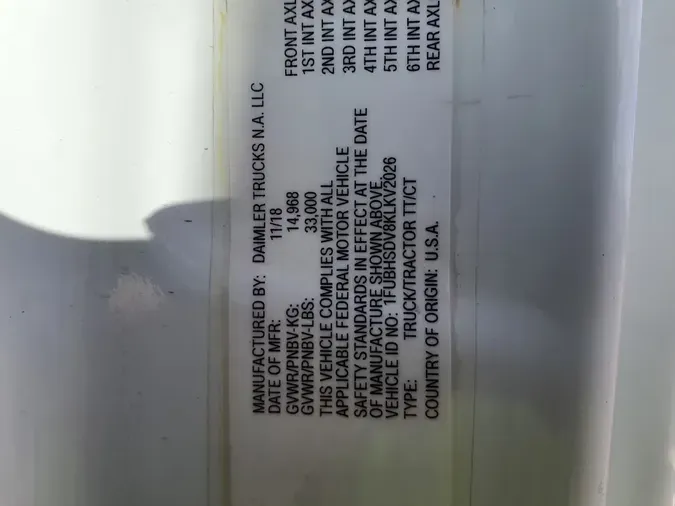 MANUFACTURED BY: DAIMLER TRUCKS N.A. LLC
DATE OF MFR: 11/18
GVWR/PNBV-KG: 14,968
GVWR/PNBV-LBS: 33,000
THIS VEHICLE COMPLIES WITH ALL
APPLICABLE FEDERAL MOTOR VEHICLE
SAFETY STANDARDS IN EFFECT AT THE DATE
OF MANUFACTURE SHOWN ABOVE.
VEHICLE ID NO: 1FUBHSDV8KLKV2026
TYPE: TRUCK/TRACTOR TT/CT
COUNTRY OF ORIGIN: U.S.A.
FRONT AXL
1ST INT AX
2ND INT AX
3RD INT AX
4TH INT AX
5TH INT AX
6TH INT AX
REAR AXL